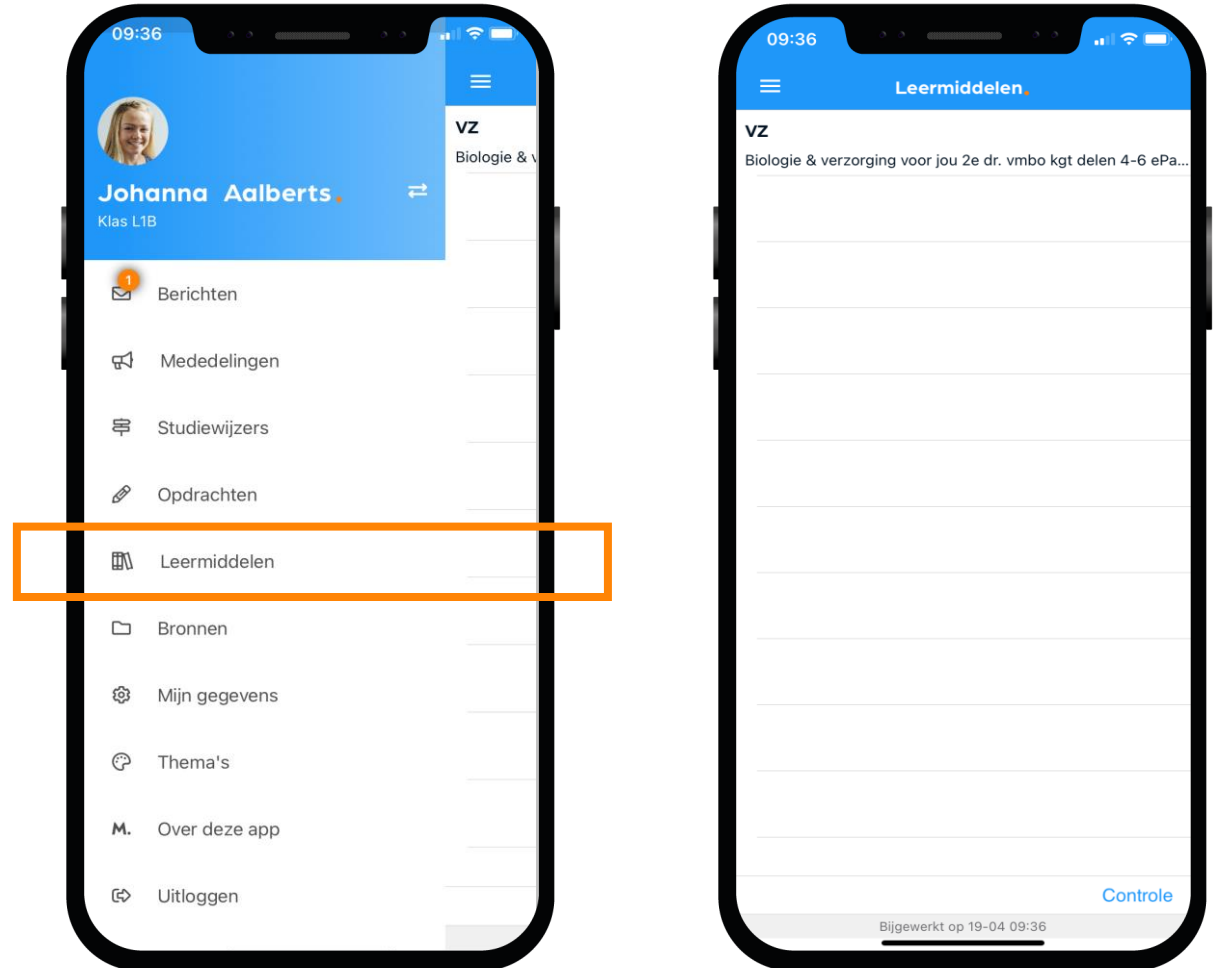 09:36
VZ
Biologie & v
Johanna Aalberts.
Klas L1B
1
Berichten
Mededelingen
Studiewijzers
Opdrachten
Leermiddelen
Bronnen
Mijn gegevens
Thema's
M. Over deze app
Uitloggen
09:36
Leermiddelen.
VZ
Biologie & verzorging voor jou 2e dr. vmbo kgt delen 4-6 ePa...
Controle
Bijgewerkt op 19-04 09:36